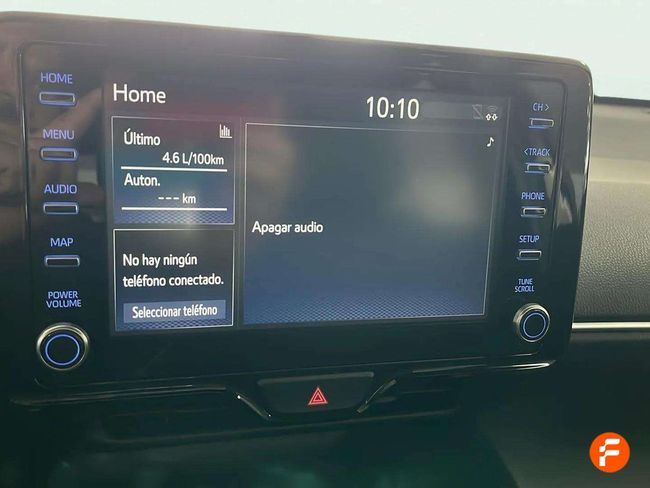 HOME
MENU
AUDIO
MAP
POWER
VOLUME
Home
10:10
Último
4.6 L/100km
Auton.
--- km
No hay ningún
teléfono conectado.
Seleccionar teléfono
Apagar audio
CH >
< TRACK
PHONE
SETUP
TUNE
SCROLL